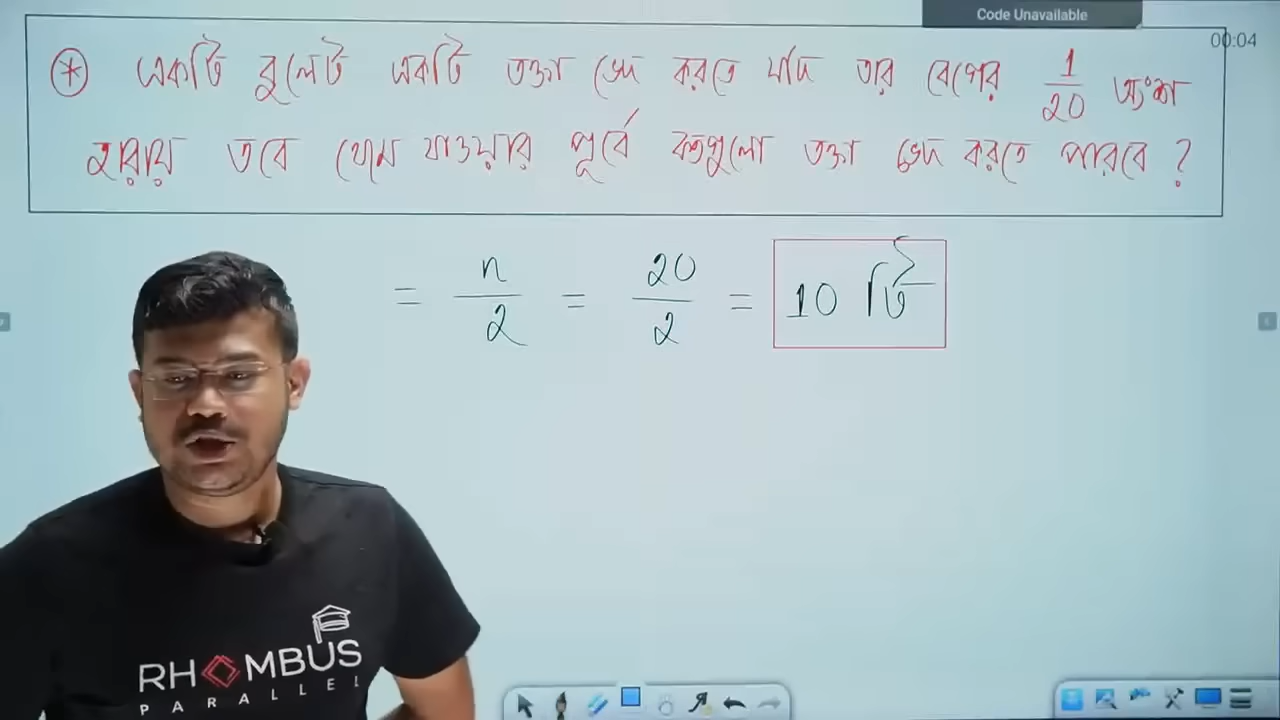 Code Unavailable
00:04
* একটি বুলেট একটি তক্তা ভেদ করতে যদি তার বেগের 1/20 অংশ
হারায় তবে থেমে যাওয়ার পূর্বে কতগুলো তক্তা ভেদ করতে পারবে ?
= n/2 = 20/2 = 10 টি
RHOMBUS
PARALLEL